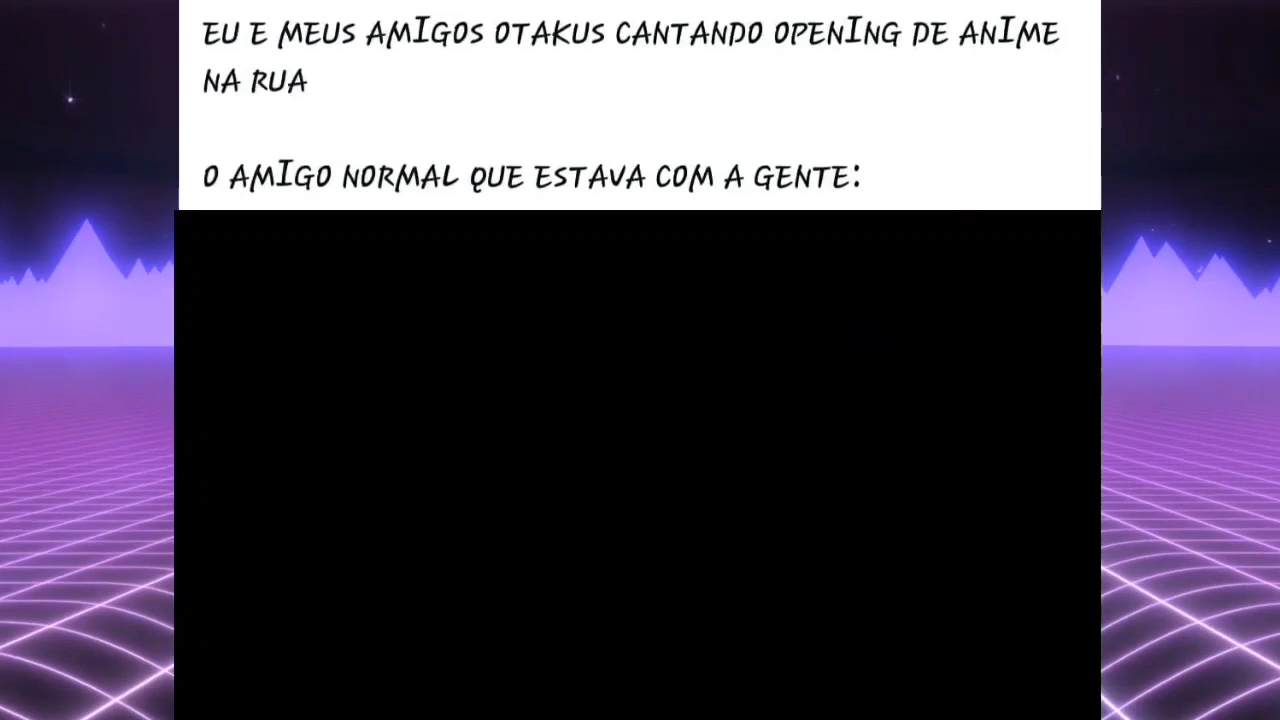 EU E MEUS AMIGOS OTAKUS CANTANDO OPENING DE ANIME
NA RUA
O AMIGO NORMAL QUE ESTAVA COM A GENTE: